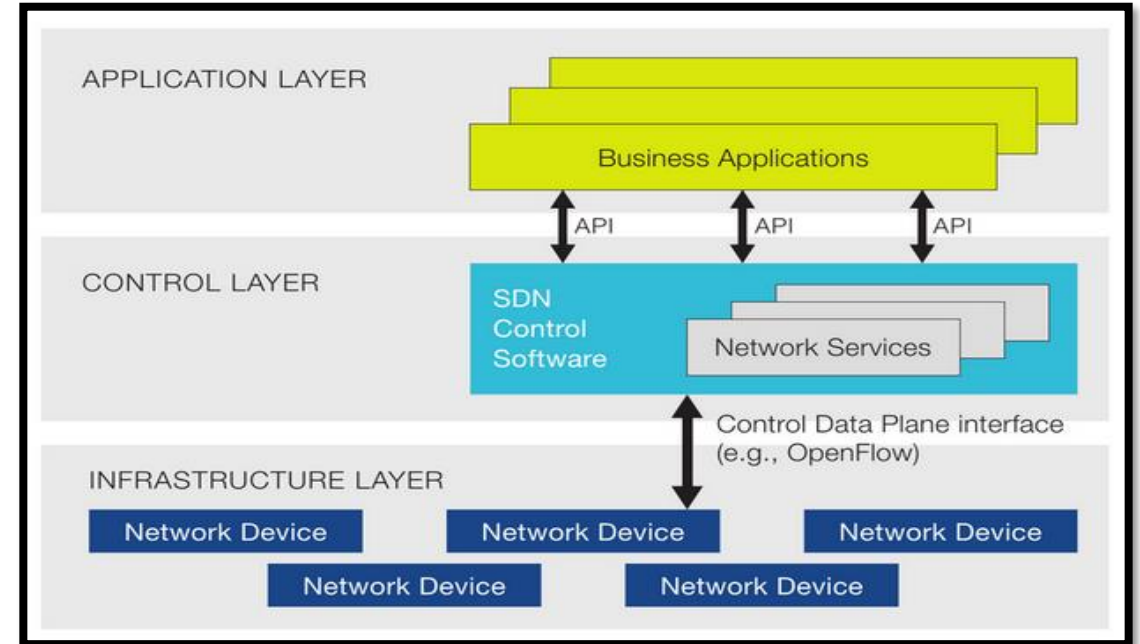 APPLICATION LAYER
Business Applications
API
API
API
CONTROL LAYER
SDN
Control
Software
Network Services
Control Data Plane interface
(e.g., OpenFlow)
INFRASTRUCTURE LAYER
Network Device
Network Device
Network Device
Network Device
Network Device